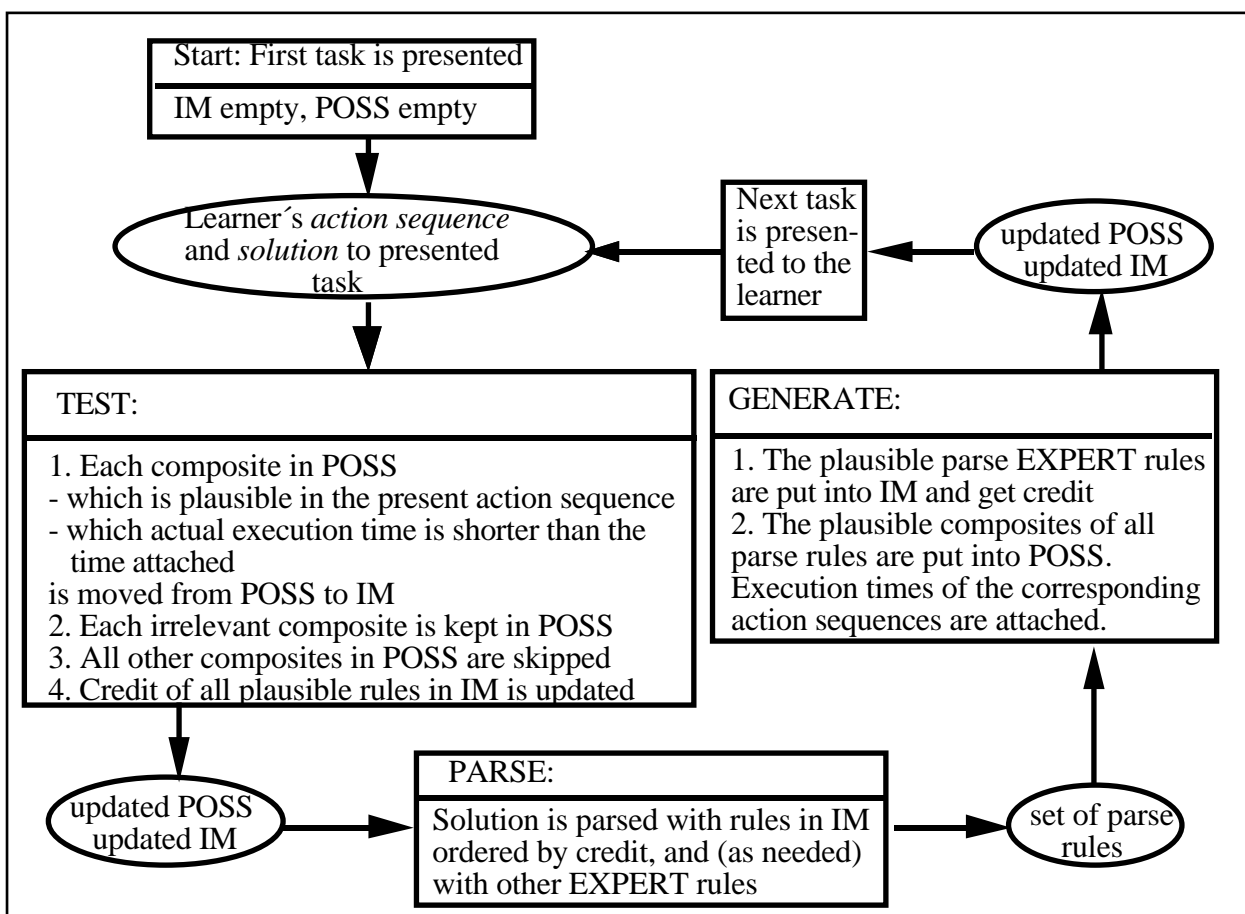 Start: First task is presented
IM empty, POSS empty
Learner´s action sequence
and solution to presented
task
Next task
is presen-
ted to the
learner
updated POSS
updated IM
TEST:
1. Each composite in POSS
- which is plausible in the present action sequence
- which actual execution time is shorter than the
time attached
is moved from POSS to IM
2. Each irrelevant composite is kept in POSS
3. All other composites in POSS are skipped
4. Credit of all plausible rules in IM is updated
GENERATE:
1. The plausible parse EXPERT rules
are put into IM and get credit
2. The plausible composites of all
parse rules are put into POSS.
Execution times of the corresponding
action sequences are attached.
updated POSS
updated IM
PARSE:
Solution is parsed with rules in IM
ordered by credit, and (as needed)
with other EXPERT rules
set of parse
rules